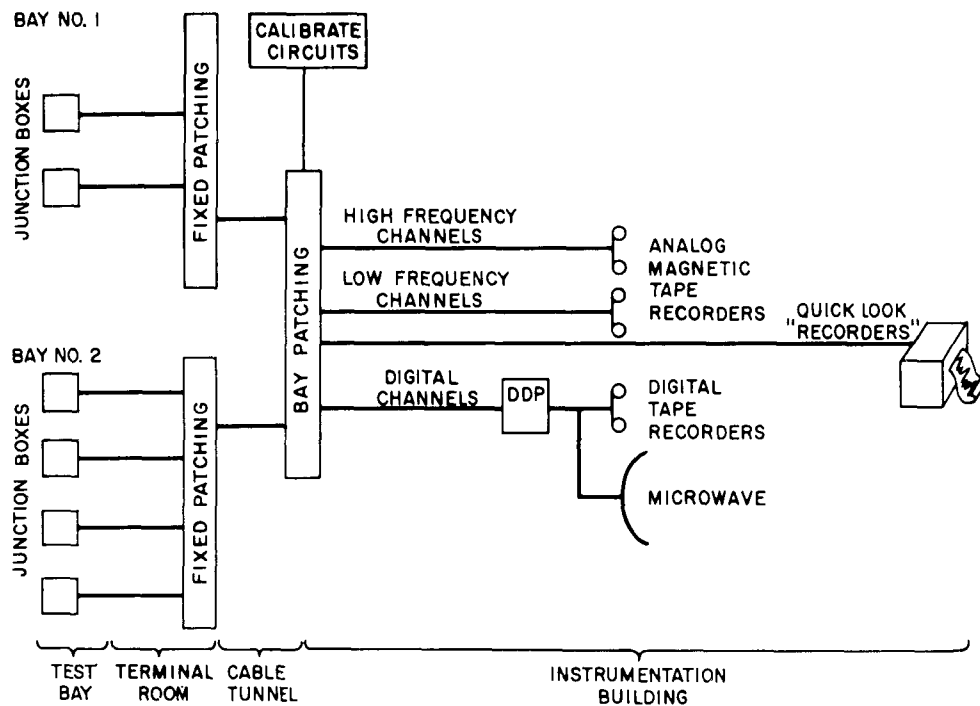 BAY NO. 1
JUNCTION BOXES
FIXED PATCHING
CALIBRATE
CIRCUITS
BAY PATCHING
HIGH FREQUENCY
CHANNELS
LOW FREQUENCY
CHANNELS
ANALOG
MAGNETIC
TAPE
RECORDERS
"QUICK LOOK
RECORDERS"
BAY NO. 2
JUNCTION BOXES
FIXED PATCHING
DIGITAL
CHANNELS
DDP
DIGITAL
TAPE
RECORDERS
MICROWAVE
TEST
BAY
TERMINAL
ROOM
CABLE
TUNNEL
INSTRUMENTATION
BUILDING